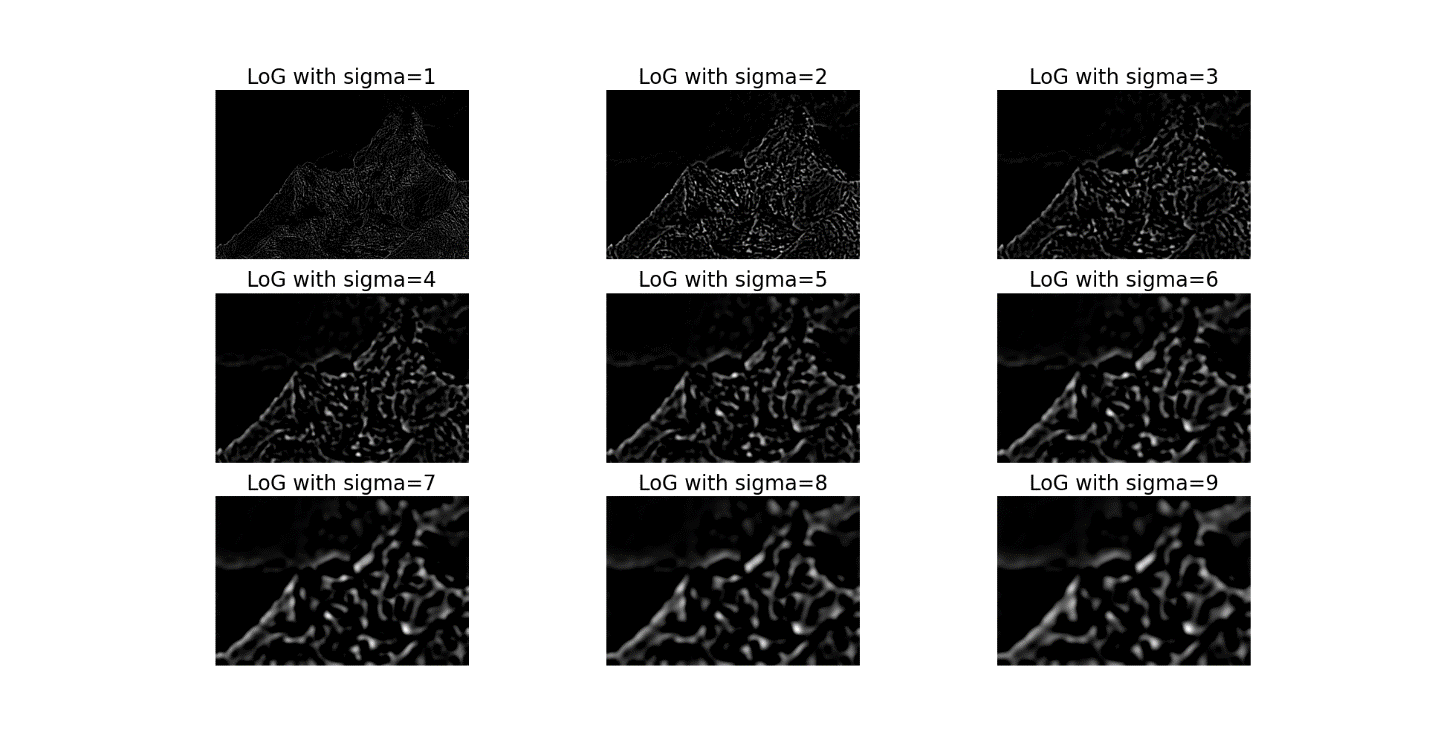 LoG with sigma=1
LoG with sigma=2
LoG with sigma=3
LoG with sigma=4
LoG with sigma=5
LoG with sigma=6
LoG with sigma=7
LoG with sigma=8
LoG with sigma=9